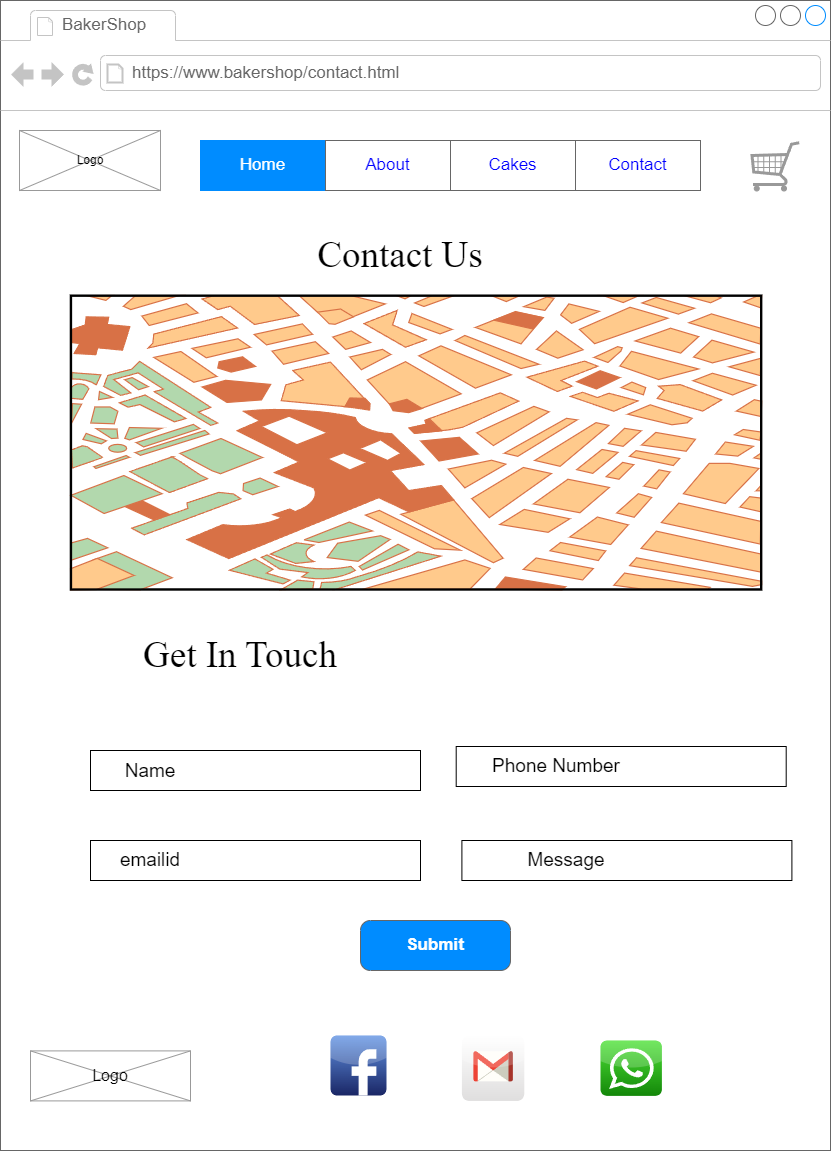 BakerShop
https://www.bakershop/contact.html
Logo
Home About Cakes Contact
Contact Us
Get In Touch
Name Phone Number
emailid Message
Submit
Logo